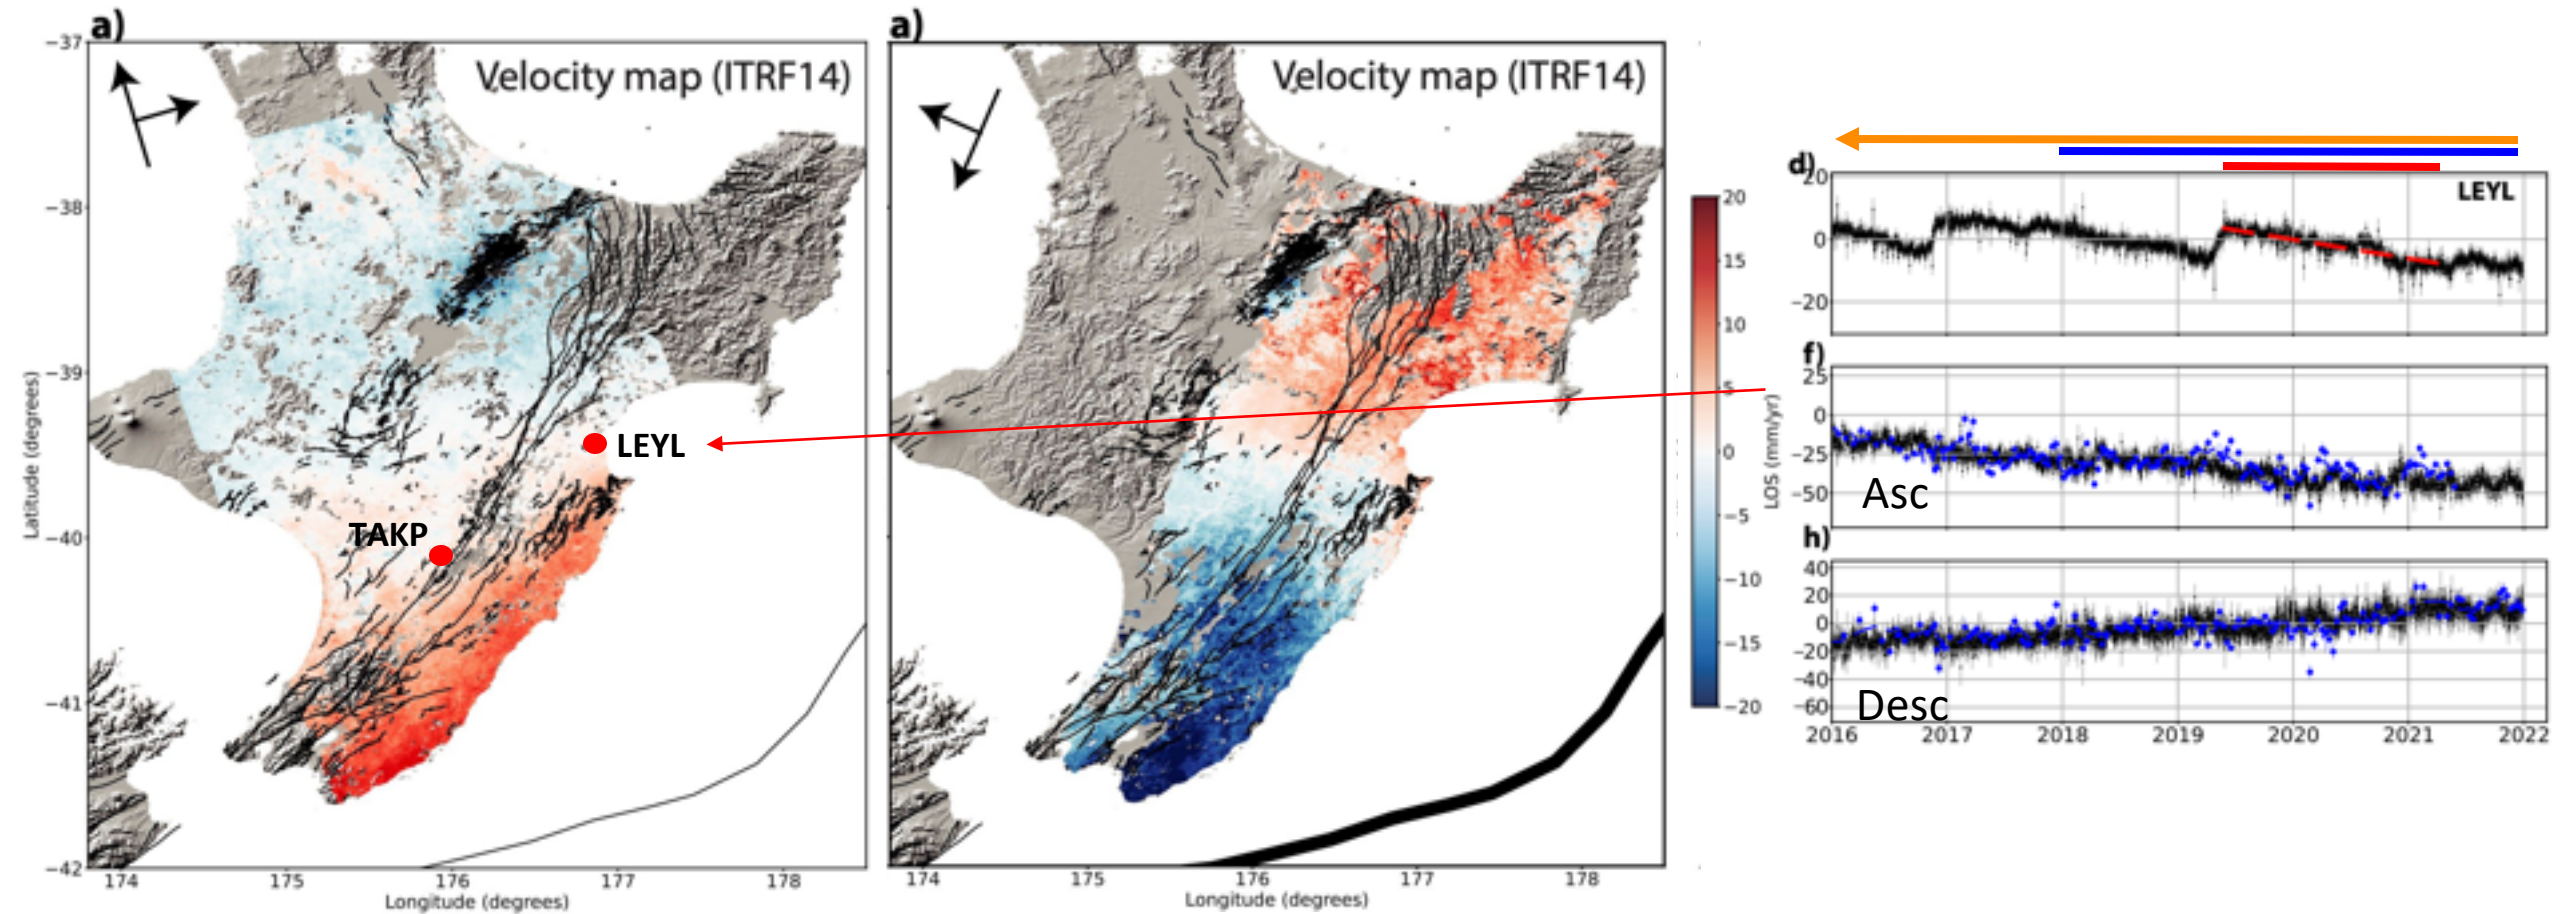 a)
Velocity map (ITRF14)
−37
−38
−39
−40
−41
−42
Latitude (degrees)
LEYL
TAKP
174
175
176
177
178
Longitude (degrees)
a)
Velocity map (ITRF14)
174
175
176
177
178
Longitude (degrees)
20
15
10
5
0
−5
−10
−15
−20
LOS (mm/yr)
d)
LEYL
20
0
−20
f)
25
0
−25
−50
Asc
h)
40
20
0
−20
−40
−60
Desc
2016
2017
2018
2019
2020
2021
2022